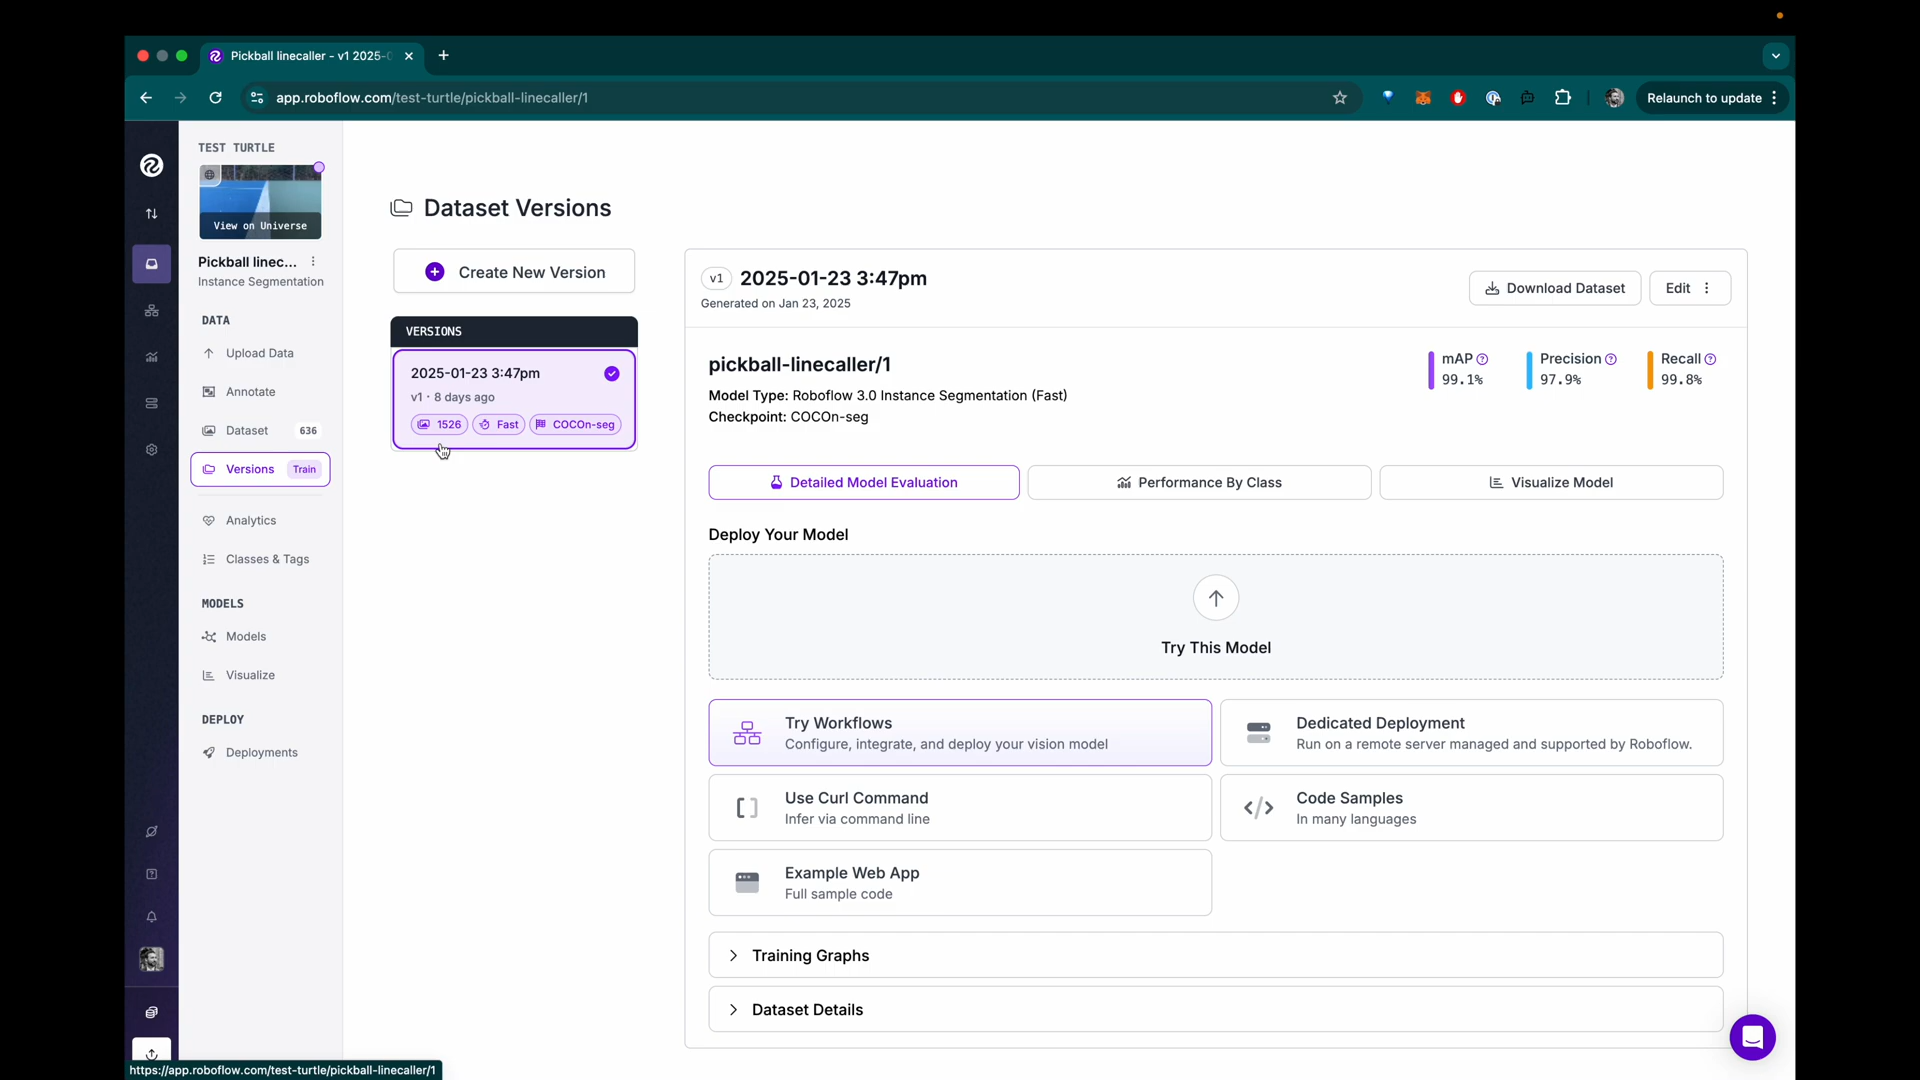 Pickball linecaller - v1 2025-0
app.roboflow.com/test-turtle/pickball-linecaller/1
Relaunch to update
TEST TURTLE
View on Universe
Pickball linec...
Instance Segmentation
DATA
Upload Data
Annotate
Dataset 636
Versions Train
Analytics
Classes & Tags
MODELS
Models
Visualize
DEPLOY
Deployments
Dataset Versions
Create New Version
VERSIONS
2025-01-23 3:47pm
v1 · 8 days ago
1526 Fast COCOn-seg
v1 2025-01-23 3:47pm
Generated on Jan 23, 2025
Download Dataset
Edit
pickball-linecaller/1
Model Type: Roboflow 3.0 Instance Segmentation (Fast)
Checkpoint: COCOn-seg
mAP
99.1%
Precision
97.9%
Recall
99.8%
Detailed Model Evaluation
Performance By Class
Visualize Model
Deploy Your Model
Try This Model
Try Workflows
Configure, integrate, and deploy your vision model
Dedicated Deployment
Run on a remote server managed and supported by Roboflow.
Use Curl Command
Infer via command line
Code Samples
In many languages
Example Web App
Full sample code
Training Graphs
Dataset Details
https://app.roboflow.com/test-turtle/pickball-linecaller/1